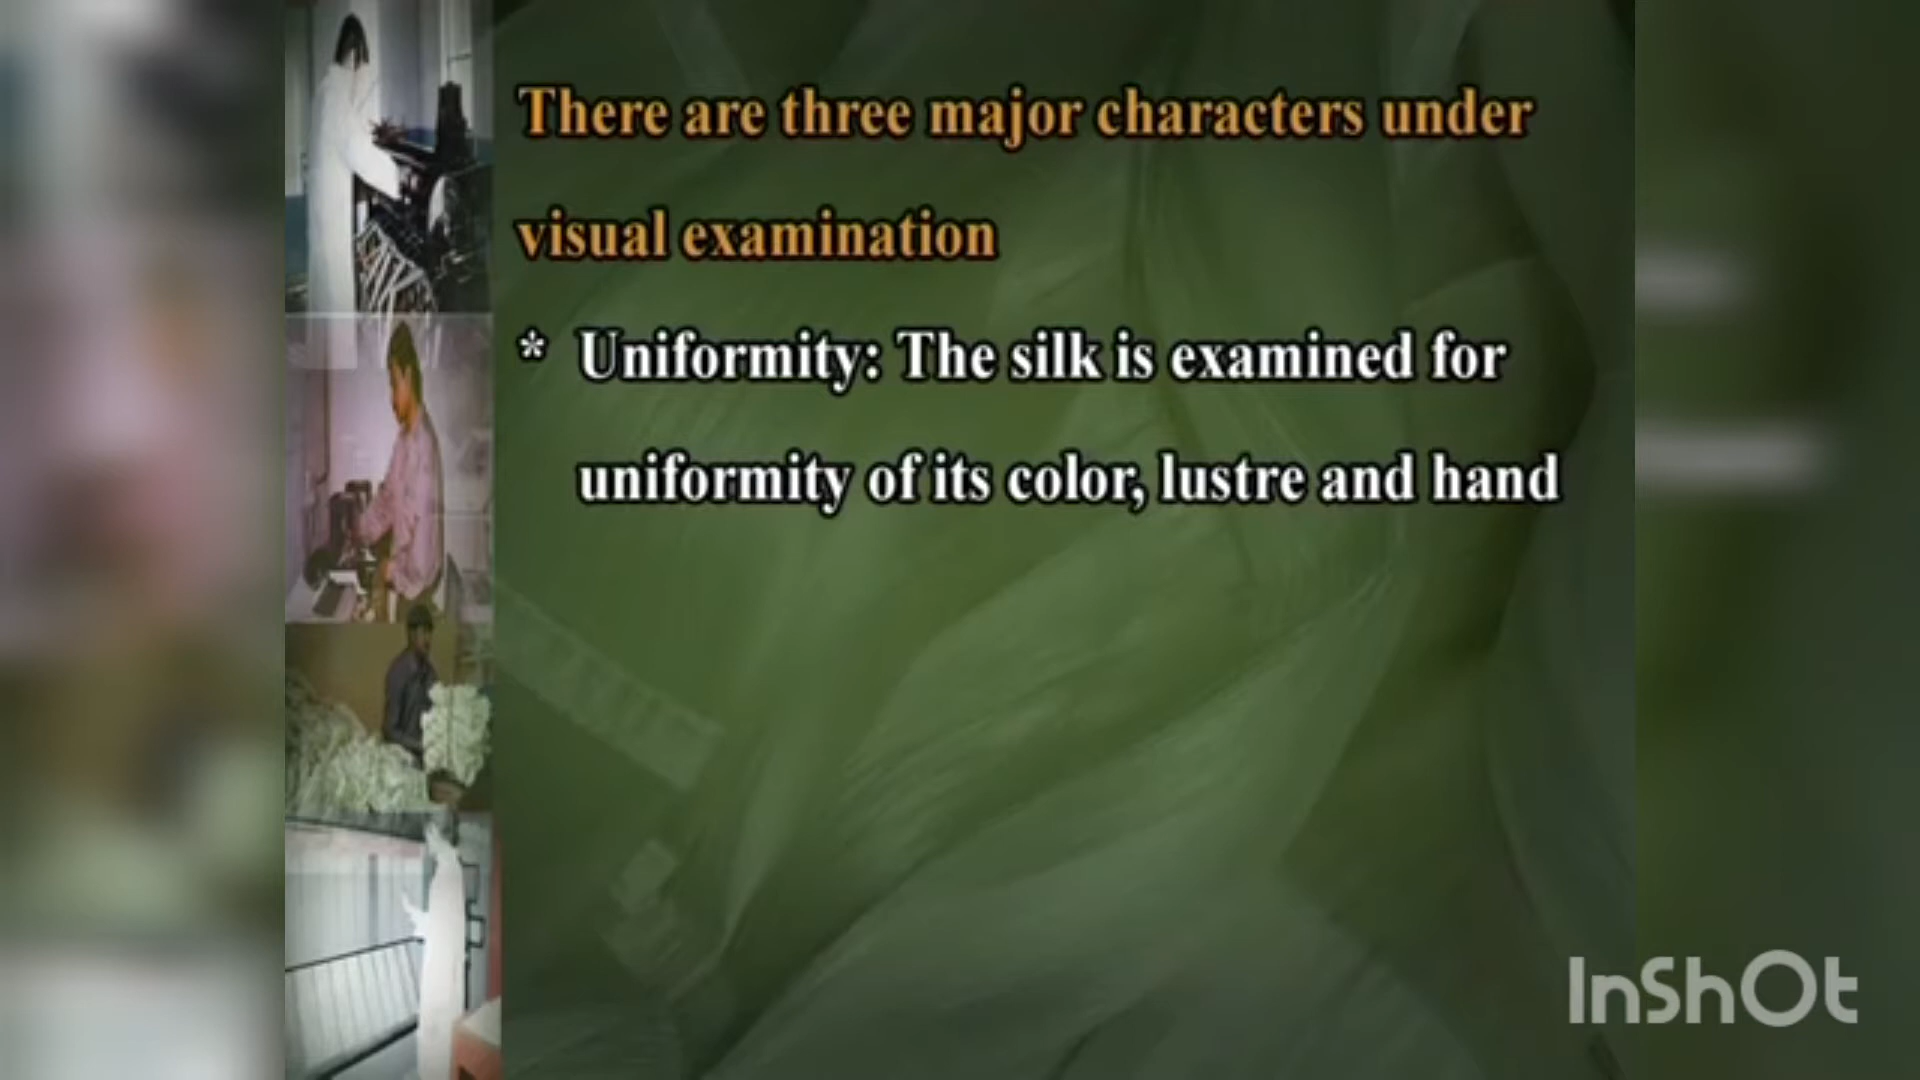 There are three major characters under
visual examination
* Uniformity: The silk is examined for
uniformity of its color, lustre and hand
InShOt